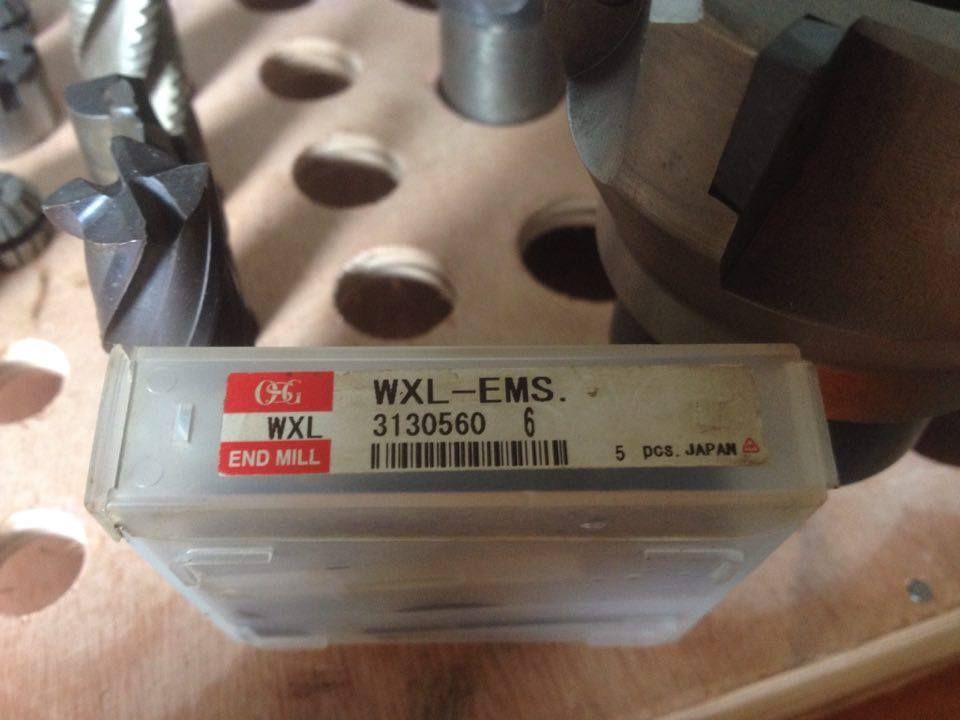 OSG
WXL
END MILL
WXL-EMS.
3130560 6
5 pcs. JAPAN